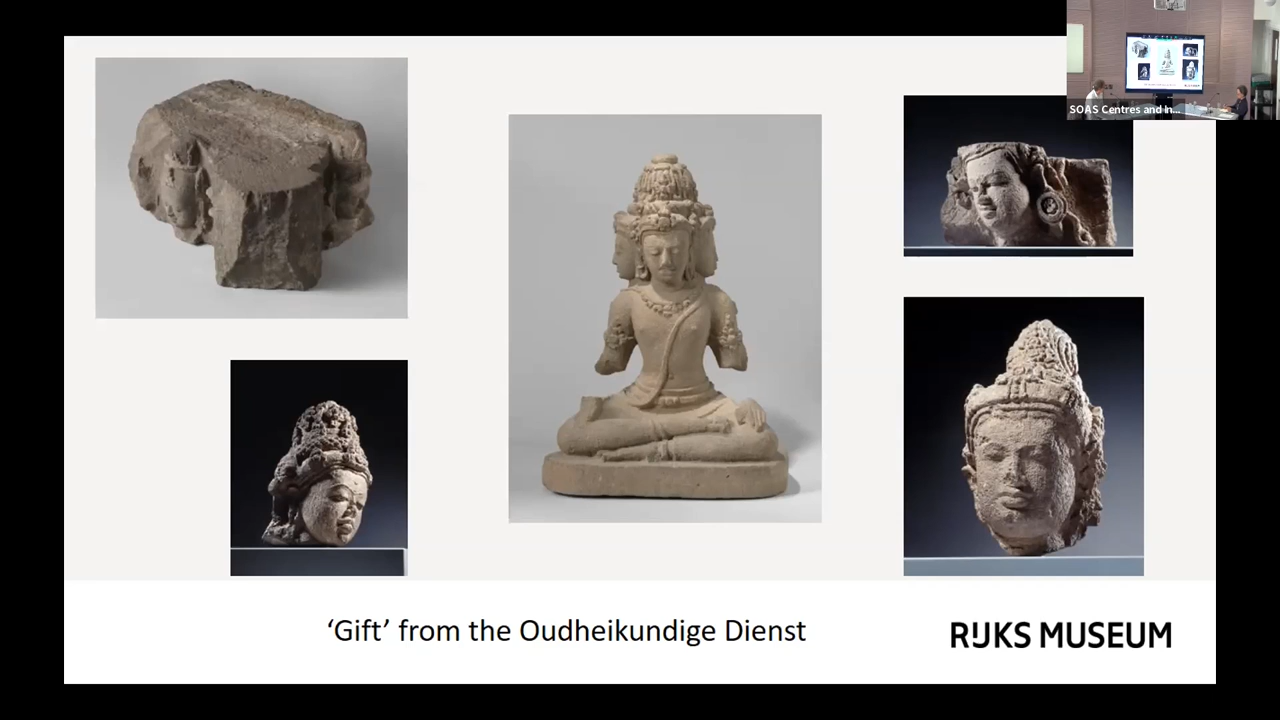 SOAS Centres and In...
'Gift' from the Oudheikundige Dienst
RIJKS MUSEUM